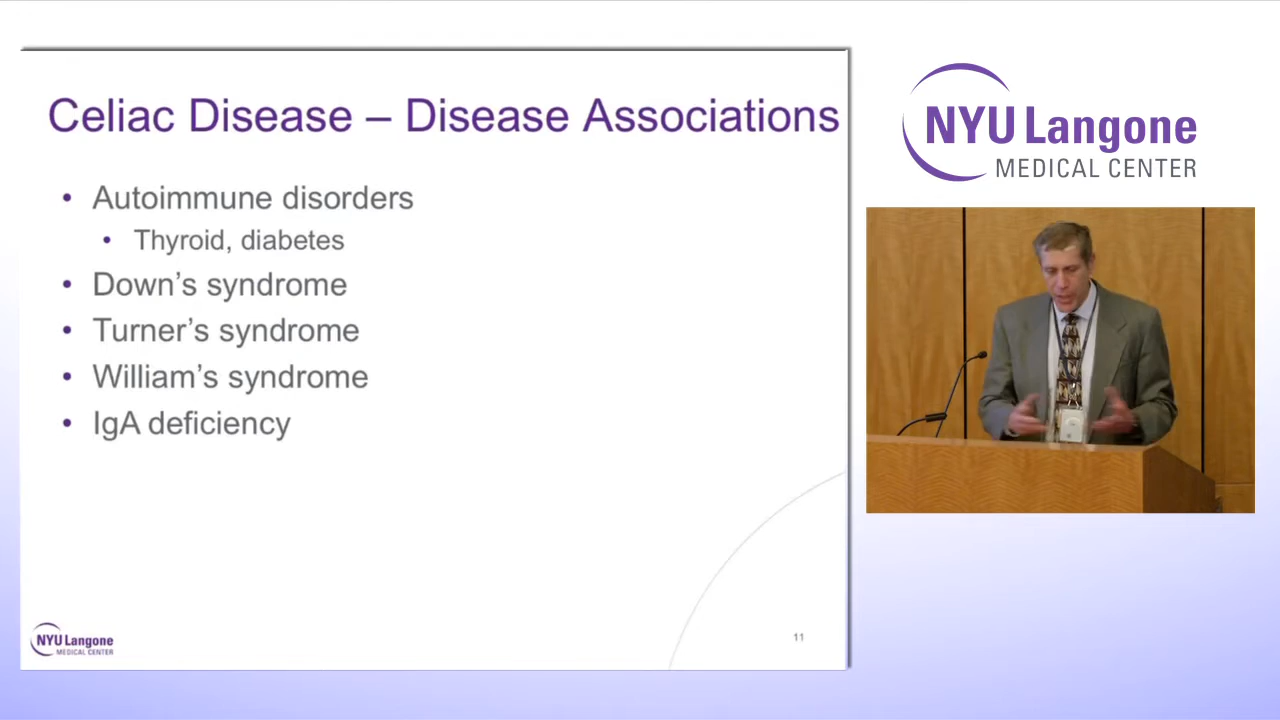 Celiac Disease – Disease Associations
• Autoimmune disorders
• Thyroid, diabetes
• Down’s syndrome
• Turner’s syndrome
• William’s syndrome
• IgA deficiency
NYU Langone
MEDICAL CENTER
11
NYU Langone
MEDICAL CENTER